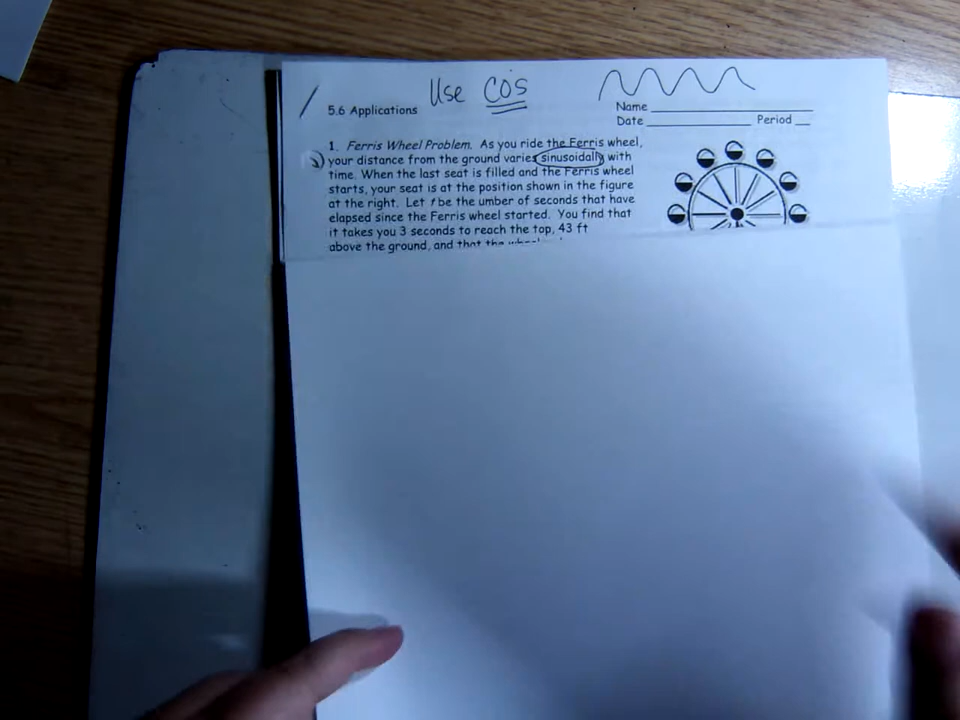 Use cos
5.6 Applications
Name
Date Period
1. Ferris Wheel Problem. As you ride the Ferris wheel,
your distance from the ground varies sinusoidally with
time. When the last seat is filled and the Ferris wheel
starts, your seat is at the position shown in the figure
at the right. Let t be the umber of seconds that have
elapsed since the Ferris wheel started. You find that
it takes you 3 seconds to reach the top, 43 ft
above the ground, and that the wheel